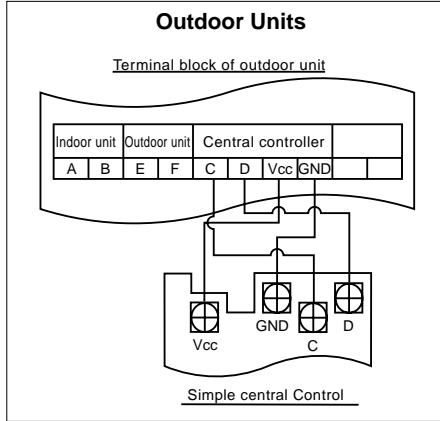 Outdoor Units
Terminal block of outdoor unit
Indoor unit Outdoor unit Central controller
A B E F C D Vcc GND
Vcc GND C D
Simple central Control